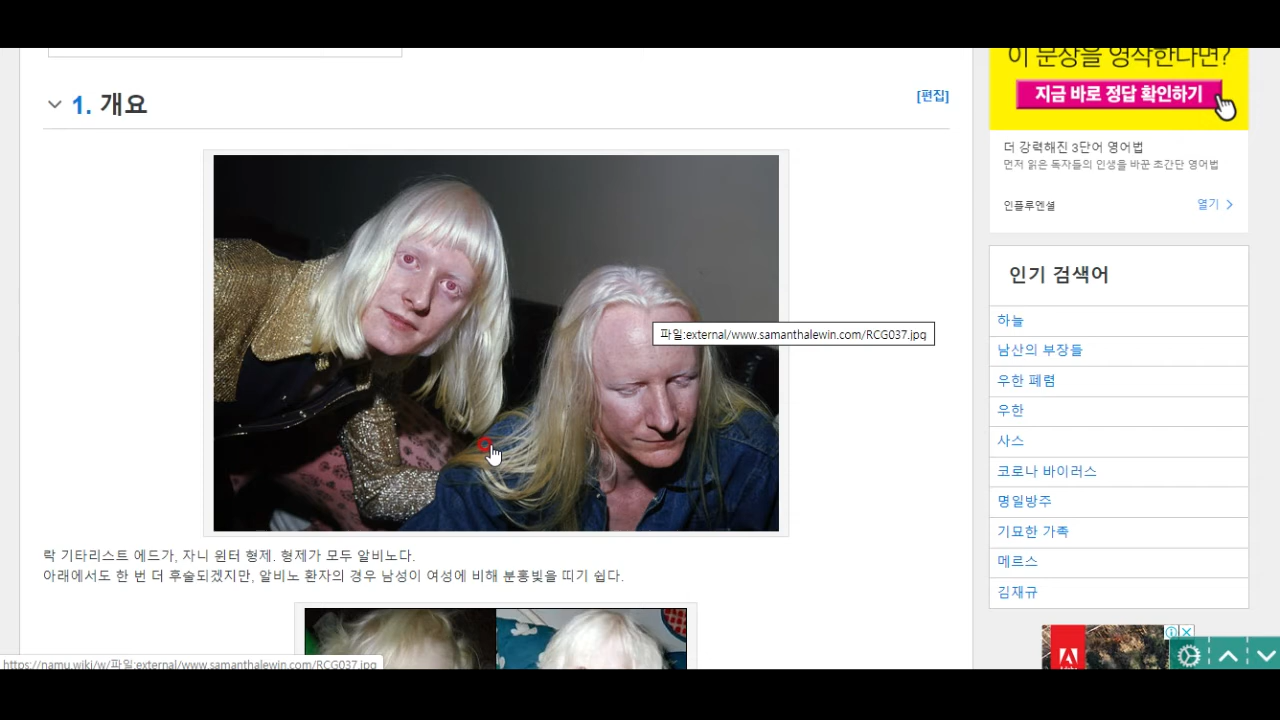 이 문장을 영작한다면?
1. 개요
[편집]
지금 바로 정답 확인하기
더 강력해진 3단어 영어법
먼저 읽은 독자들의 인생을 바꾼 초간단 영어법
인플루엔셜
열기
인기 검색어
하늘
남산의 부장들
우한 폐렴
우한
사스
코로나 바이러스
명일방주
기묘한 가족
메르스
김재규
파일:external/www.samanthalewin.com/RCG037.jpg
락 기타리스트 에드가, 자니 윈터 형제. 형제가 모두 알비노다.
아래에서도 한 번 더 후술되겠지만, 알비노 환자의 경우 남성이 여성에 비해 분홍빛을 띠기 쉽다.
https://namu.wiki/w/파일:external/www.samanthalewin.com/RCG037.jpg